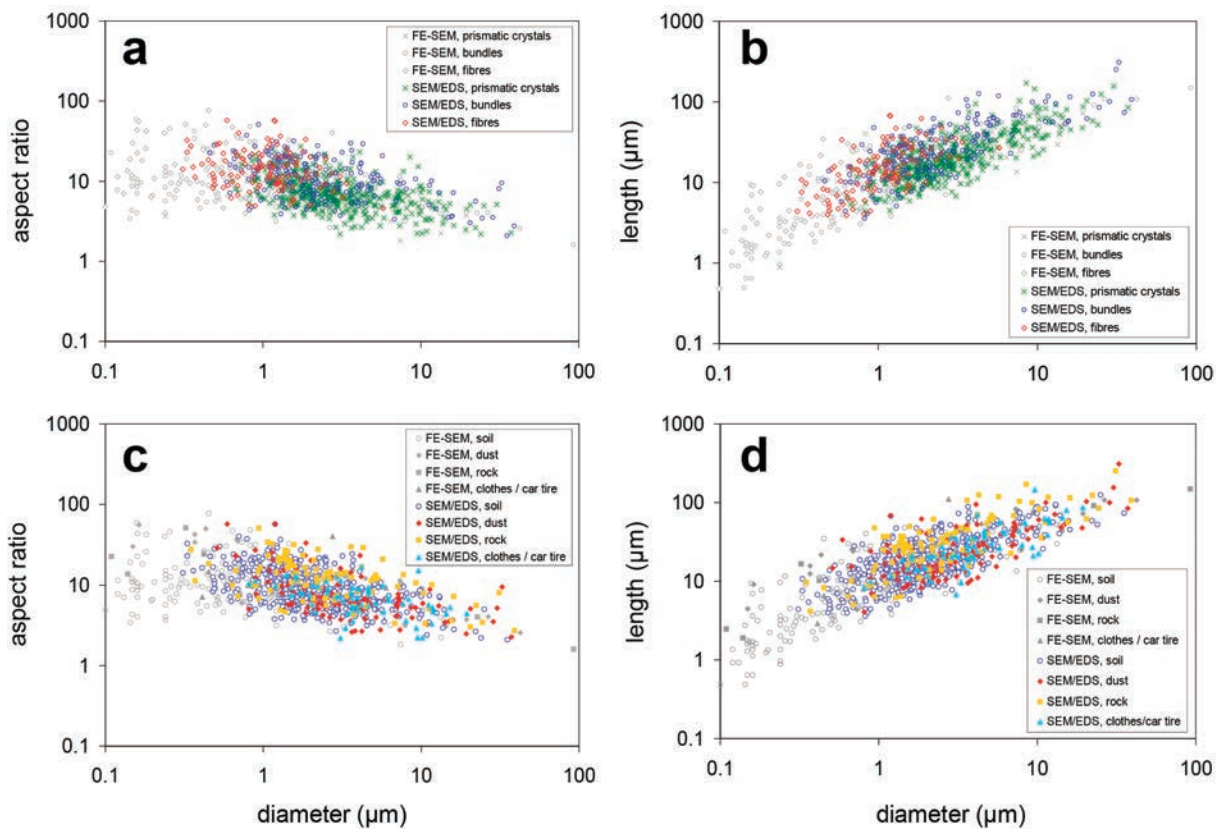 a
1000
100
10
1
0.1
aspect ratio
FE-SEM, prismatic crystals
FE-SEM, bundles
FE-SEM, fibres
SEM/EDS, prismatic crystals
SEM/EDS, bundles
SEM/EDS, fibres
0.1
1
10
100
b
1000
100
10
1
0.1
length (µm)
FE-SEM, prismatic crystals
FE-SEM, bundles
FE-SEM, fibres
SEM/EDS, prismatic crystals
SEM/EDS, bundles
SEM/EDS, fibres
0.1
1
10
100
c
1000
100
10
1
0.1
aspect ratio
FE-SEM, soil
FE-SEM, dust
FE-SEM, rock
FE-SEM, clothes / car tire
SEM/EDS, soil
SEM/EDS, dust
SEM/EDS, rock
SEM/EDS, clothes / car tire
0.1
1
10
100
diameter (µm)
d
1000
100
10
1
0.1
length (µm)
FE-SEM, soil
FE-SEM, dust
FE-SEM, rock
FE-SEM, clothes / car tire
SEM/EDS, soil
SEM/EDS, dust
SEM/EDS, rock
SEM/EDS, clothes/car tire
0.1
1
10
100
diameter (µm)